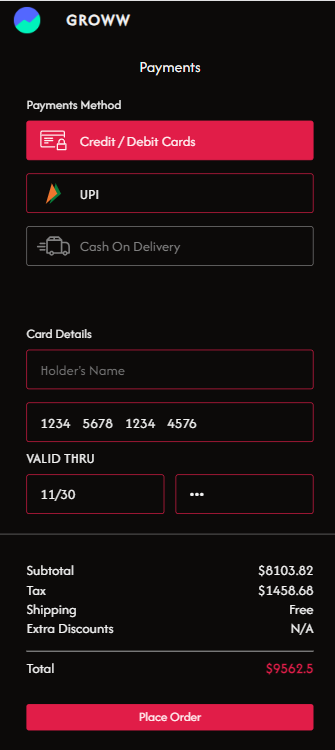 GROWW
Payments
Payments Method
Credit / Debit Cards
UPI
Cash On Delivery
Card Details
Holder's Name
1234 5678 1234 4576
VALID THRU
11/30 •••
Subtotal $8103.82
Tax $1458.68
Shipping Free
Extra Discounts N/A
Total $9562.5
Place Order